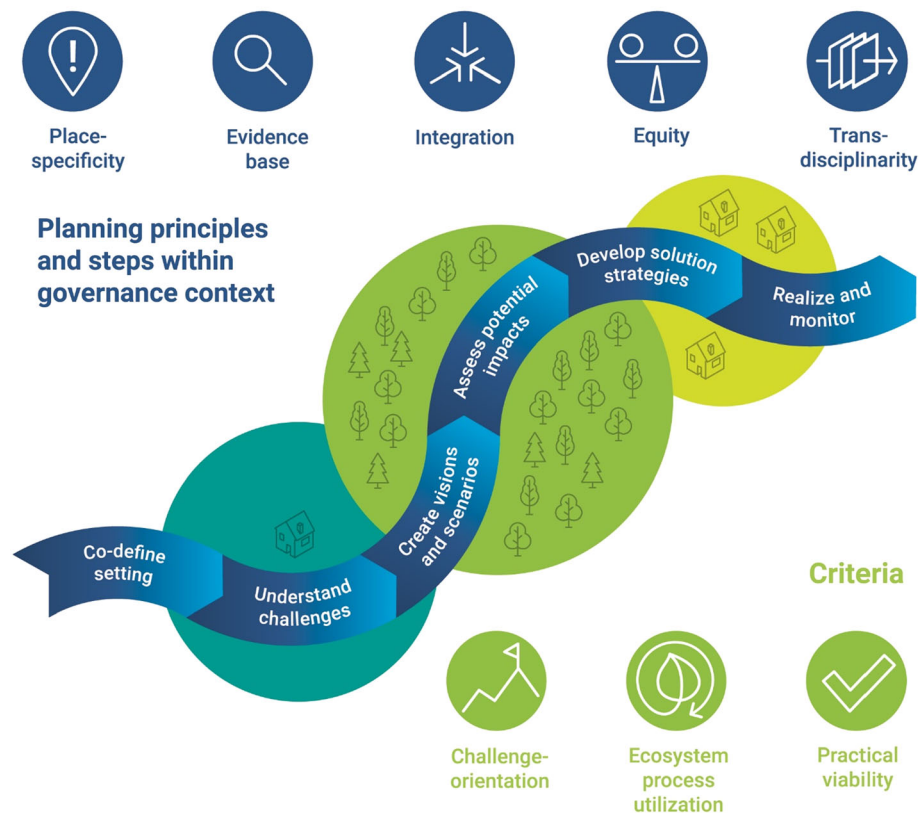 Place-
specificity
Evidence
base
Integration
Equity
Trans-
disciplinarity
Planning principles
and steps within
governance context
Co-define
setting
Understand
challenges
Create visions
and scenarios
Assess potential
impacts
Develop solution
strategies
Realize and
monitor
Criteria
Challenge-
orientation
Ecosystem
process
utilization
Practical
viability